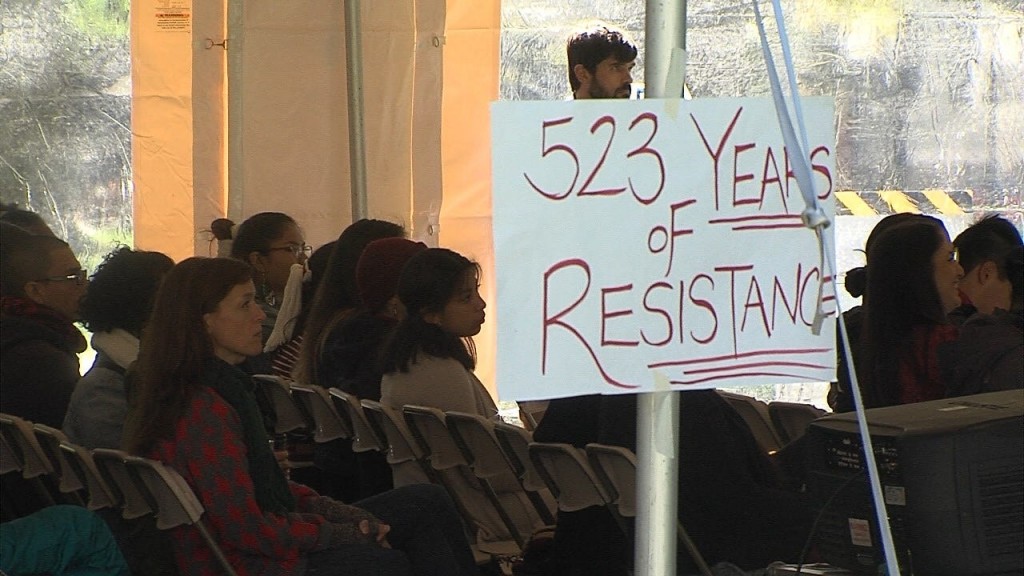 523 YEARS
OF
RESISTANCE